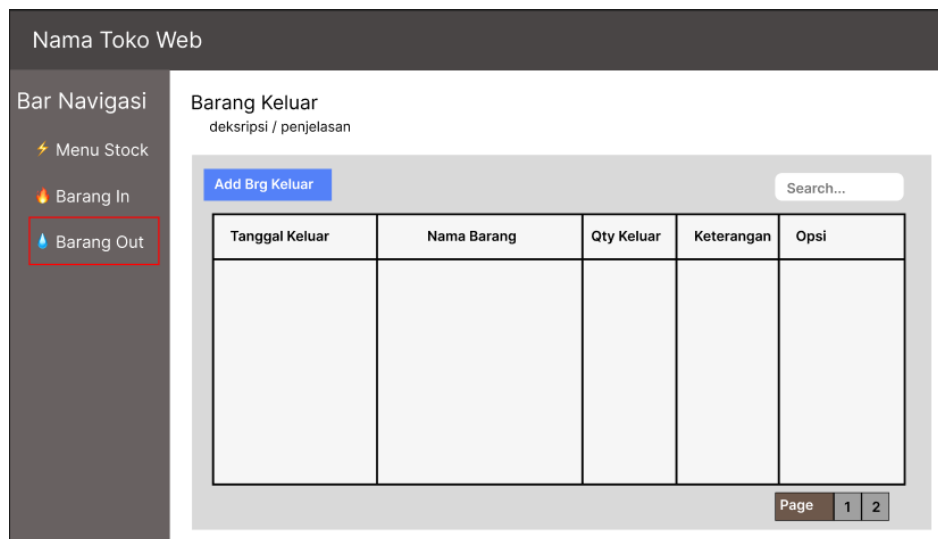 Nama Toko Web
Bar Navigasi
⚡ Menu Stock
🔥 Barang In
💧 Barang Out
Barang Keluar
deksripsi / penjelasan
Add Brg Keluar
Search...
Tanggal Keluar Nama Barang Qty Keluar Keterangan Opsi
Page 1 2